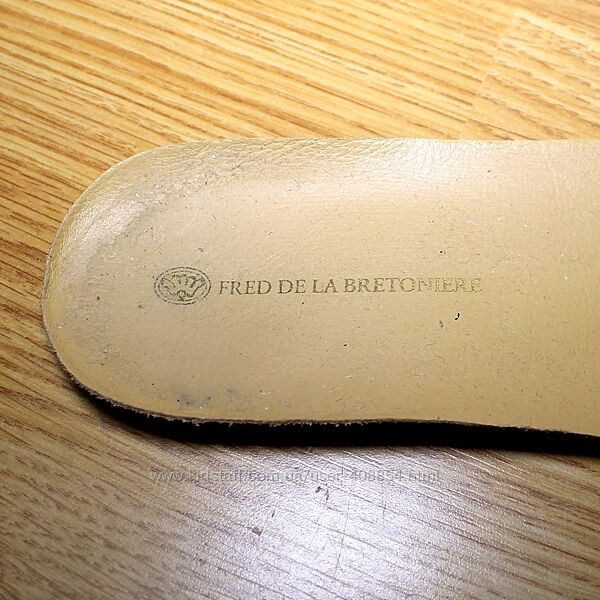 FRED DE LA BRETONIERE
www.kidstaff.com.ua/user-408854.html